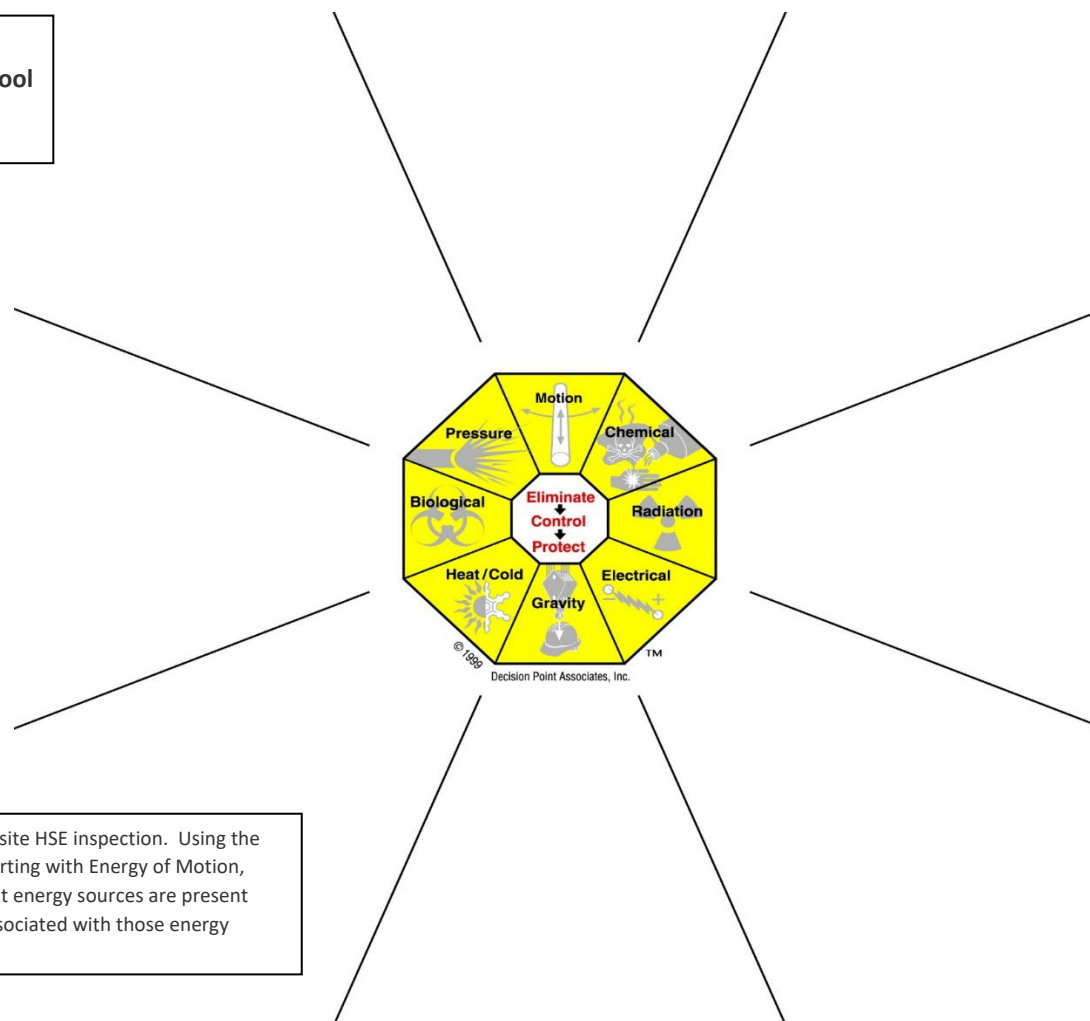 ool
Motion
Pressure
Chemical
Biological
Eliminate
Control
Protect
Radiation
Heat/Cold
Gravity
Electrical
− +
© 1999
TM
Decision Point Associates, Inc.
site HSE inspection. Using the
rting with Energy of Motion,
t energy sources are present
sociated with those energy